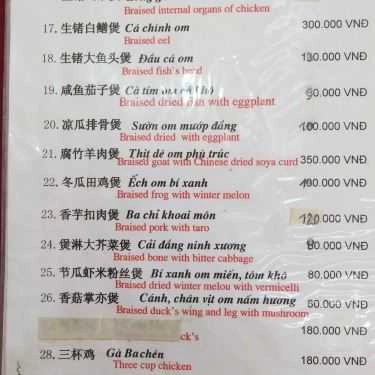 Braised internal organs of chicken
17. 生锗白鳝煲 Cá chình om 300.000 VNĐ
Braised eel
18. 生锗大鱼头煲 Đầu cá om 130.000 VNĐ
Braised fish's head
19. 咸鱼茄子煲 Cà tím om cá khô 90.000 VNĐ
Braised dried fish with eggplant
20. 凉瓜排骨煲 Sườn om mướp đắng 100.000 VNĐ
Braised dried with eggplant
21. 腐竹羊肉煲 Thịt dê om phù trúc 350.000 VNĐ
Braised goat with Chinese dried soya curd
22. 冬瓜田鸡煲 Ếch om bí xanh 100.000 VNĐ
Braised frog with winter melon
23. 香芋扣肉煲 Ba chỉ khoai môn 120.000 VNĐ
Braised pork with taro
24. 煲淋大芥菜煲 Cải đắng ninh xương 80.000 VNĐ
Braised bone with bitter cabbage
25. 节瓜虾米粉丝煲 Bí xanh om miến, tôm khô 80.000 VNĐ
Braised dried winter melou with vermicelli
26. 香菇掌亦煲 Cánh, chân vịt om nấm hương 60.000 VNĐ
Braised duck's wing and leg with mushroom
180.000 VNĐ
ck's
28. 三杯鸡 Gà Bachén 180.000 VNĐ
Three cup chicken